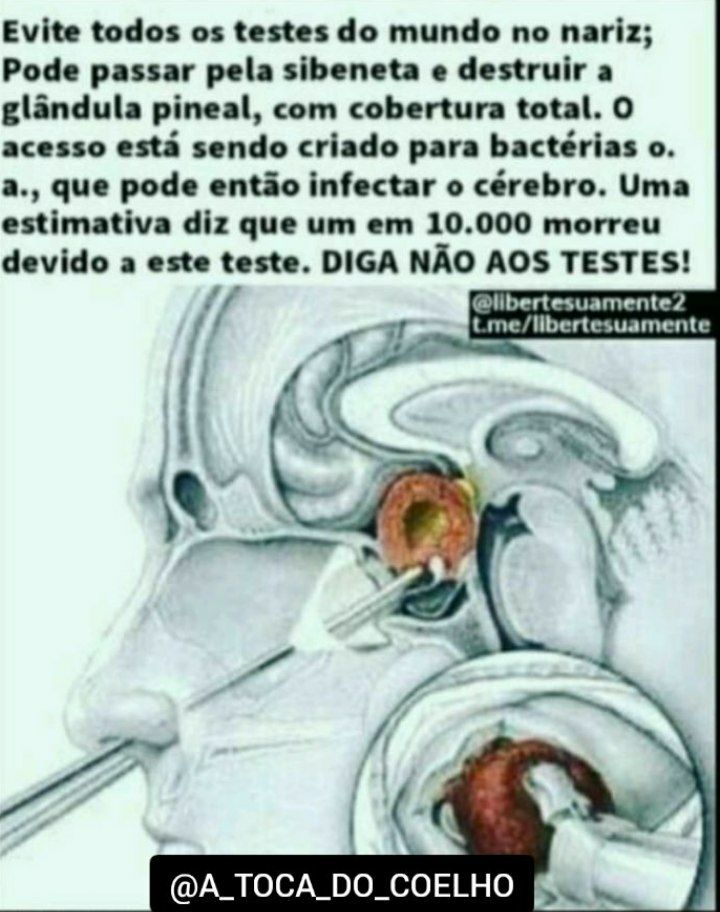 Evite todos os testes do mundo no nariz;
Pode passar pela sibeneta e destruir a
glândula pineal, com cobertura total. O
acesso está sendo criado para bactérias o.
a., que pode então infectar o cérebro. Uma
estimativa diz que um em 10.000 morreu
devido a este teste. DIGA NÃO AOS TESTES!
@libertesuamente2
t.me/libertesuamente
@A_TOCA_DO_COELHO